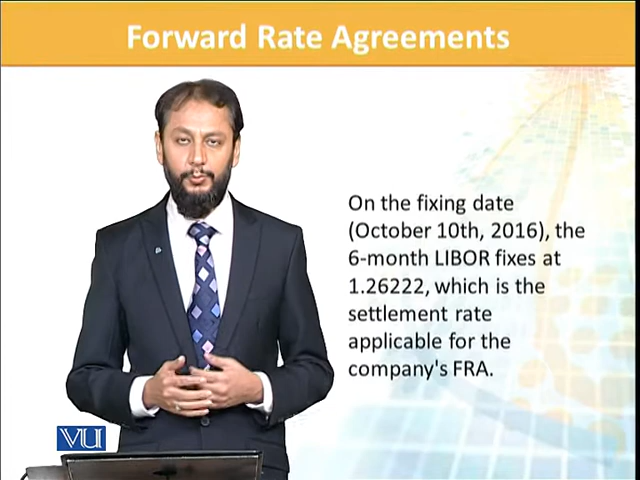 Forward Rate Agreements
On the fixing date
(October 10th, 2016), the
6-month LIBOR fixes at
1.26222, which is the
settlement rate
applicable for the
company's FRA.
VU